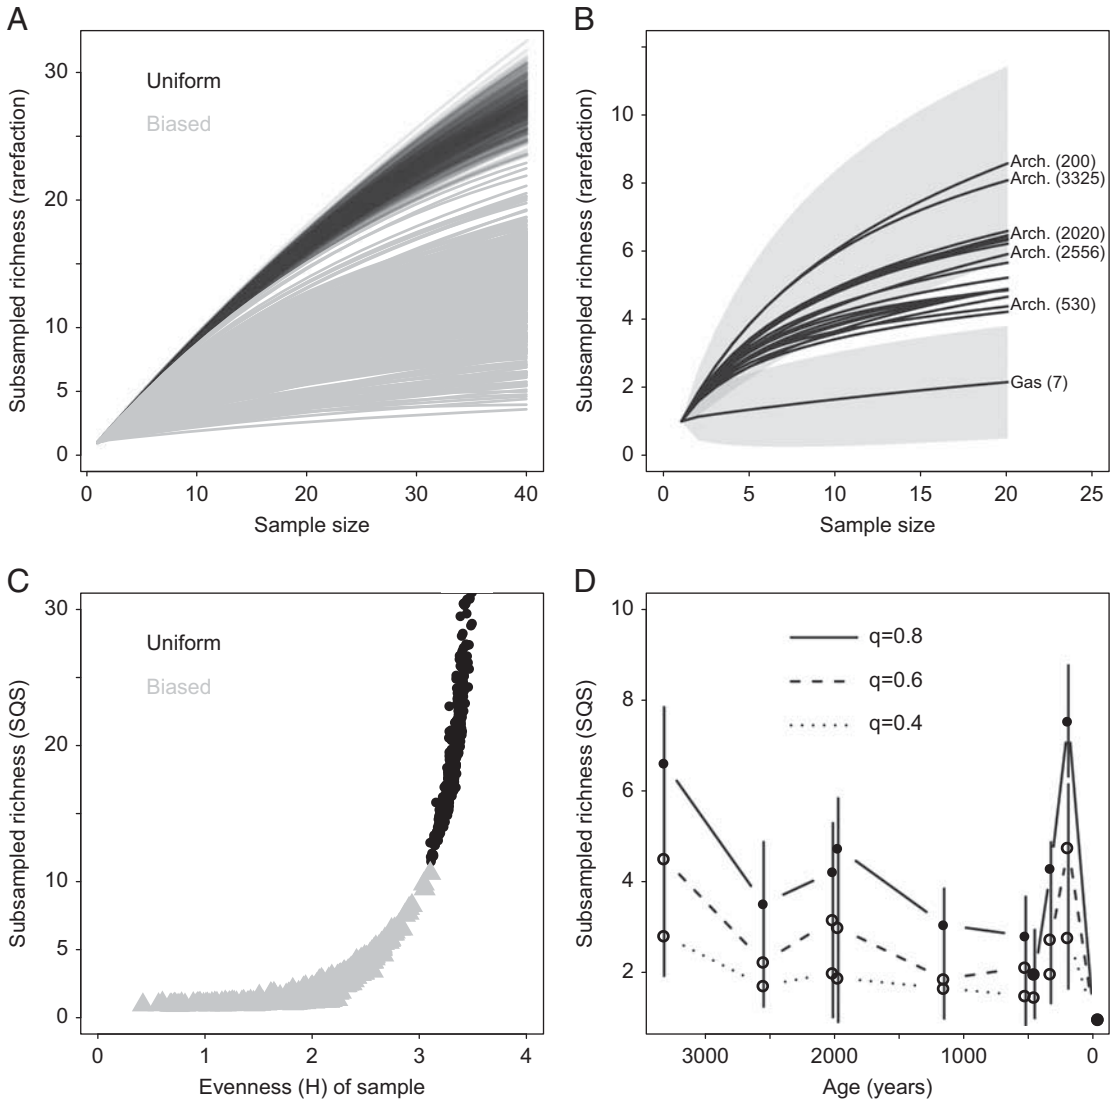 A
Subsampled richness (rarefaction)
30
20
10
5
0
Uniform
Biased
0 10 20 30 40
Sample size
B
Subsampled richness (rarefaction)
10
8
6
4
2
0
Arch. (200)
Arch. (3325)
Arch. (2020)
Arch. (2556)
Arch. (530)
Gas (7)
0 5 10 15 20 25
Sample size
C
Subsampled richness (SQS)
30
20
10
5
0
Uniform
Biased
0 1 2 3 4
Evenness (H) of sample
D
Subsampled richness (SQS)
10
8
6
4
2
q=0.8
q=0.6
q=0.4
3000 2000 1000 0
Age (years)